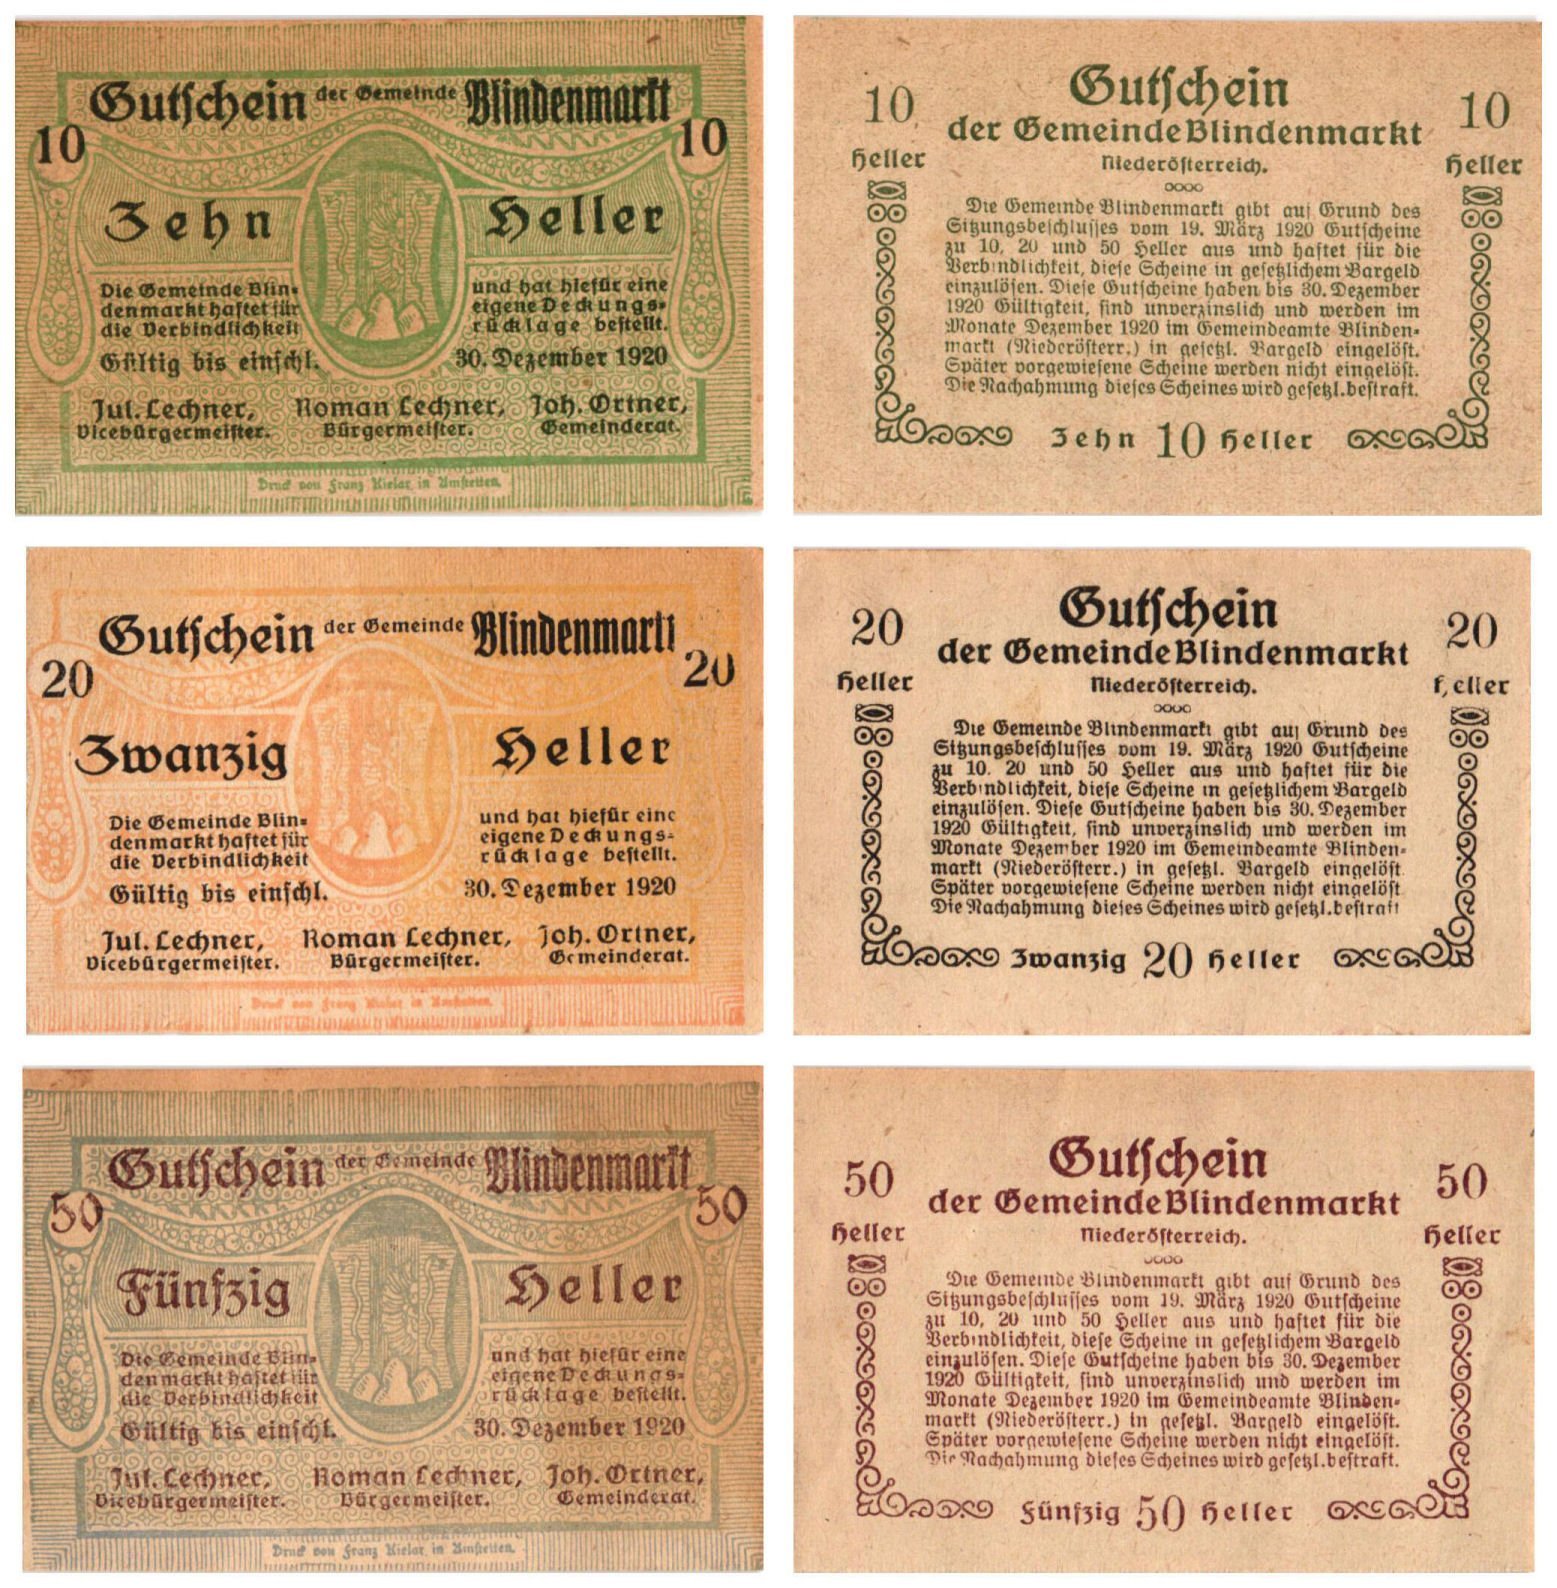 Gutschein der Gemeinde Blindenmarkt
10 10
Zehn Heller
Die Gemeinde Blin-
denmarkt haftet für
die Verbindlichkeit
und hat hiefür eine
eigene Deckungs-
rücklage bestellt.
Gültig bis einschl. 30. Dezember 1920
Jul. Lechner, Roman Lechner, Joh. Ortner,
Vicebürgermeister. Bürgermeister. Gemeinderat.
Druck von Franz Kielar in Amstetten.
10 Gutschein 10
der Gemeinde Blindenmarkt
Heller Niederösterreich. Heller
Die Gemeinde Blindenmarkt gibt auf Grund des
Sitzungsbeschlusses vom 19. März 1920 Gutscheine
zu 10, 20 und 50 Heller aus und haftet für die
Verbindlichkeit, diese Scheine in gesetzlichem Bargeld
einzulösen. Diese Gutscheine haben bis 30. Dezember
1920 Gültigkeit, sind unverzinslich und werden im
Monate Dezember 1920 im Gemeindeamte Blinden-
markt (Niederösterr.) in gesetzl. Bargeld eingelöst.
Später vorgewiesene Scheine werden nicht eingelöst.
Die Nachahmung dieses Scheines wird gesetzl. bestraft.
Zehn 10 Heller
Gutschein der Gemeinde Blindenmarkt
20 20
Zwanzig Heller
Die Gemeinde Blin-
denmarkt haftet für
die Verbindlichkeit
und hat hiefür eine
eigene Deckungs-
rücklage bestellt.
Gültig bis einschl. 30. Dezember 1920
Jul. Lechner, Roman Lechner, Joh. Ortner,
Vicebürgermeister. Bürgermeister. Gemeinderat.
Druck von Franz Kielar in Amstetten.
20 Gutschein 20
der Gemeinde Blindenmarkt
Heller Niederösterreich. Heller
Die Gemeinde Blindenmarkt gibt auf Grund des
Sitzungsbeschlusses vom 19. März 1920 Gutscheine
zu 10. 20 und 50 Heller aus und haftet für die
Verbindlichkeit, diese Scheine in gesetzlichem Bargeld
einzulösen. Diese Gutscheine haben bis 30. Dezember
1920 Gültigkeit, sind unverzinslich und werden im
Monate Dezember 1920 im Gemeindeamte Blinden-
markt (Niederösterr.) in gesetzl. Bargeld eingelöst
Später vorgewiesene Scheine werden nicht eingelöst
Die Nachahmung dieses Scheines wird gesetzl. bestraft
Zwanzig 20 Heller
Gutschein der Gemeinde Blindenmarkt
50 50
Fünfzig Heller
Die Gemeinde Blin-
denmarkt haftet für
die Verbindlichkeit
und hat hiefür eine
eigene Deckungs-
rücklage bestellt.
Gültig bis einschl. 30. Dezember 1920
Jul. Lechner, Roman Lechner, Joh. Ortner,
Vicebürgermeister. Bürgermeister. Gemeinderat.
Druck von Franz Kielar in Amstetten.
50 Gutschein 50
der Gemeinde Blindenmarkt
Heller Niederösterreich. Heller
Die Gemeinde Blindenmarkt gibt auf Grund des
Sitzungsbeschlusses vom 19. März 1920 Gutscheine
zu 10, 20 und 50 Heller aus und haftet für die
Verbindlichkeit, diese Scheine in gesetzlichem Bargeld
einzulösen. Diese Gutscheine haben bis 30. Dezember
1920 Gültigkeit, sind unverzinslich und werden im
Monate Dezember 1920 im Gemeindeamte Blinden-
markt (Niederösterr.) in gesetzl. Bargeld eingelöst.
Später vorgewiesene Scheine werden nicht eingelöst.
Die Nachahmung dieses Scheines wird gesetzl. bestraft.
Fünfzig 50 Heller